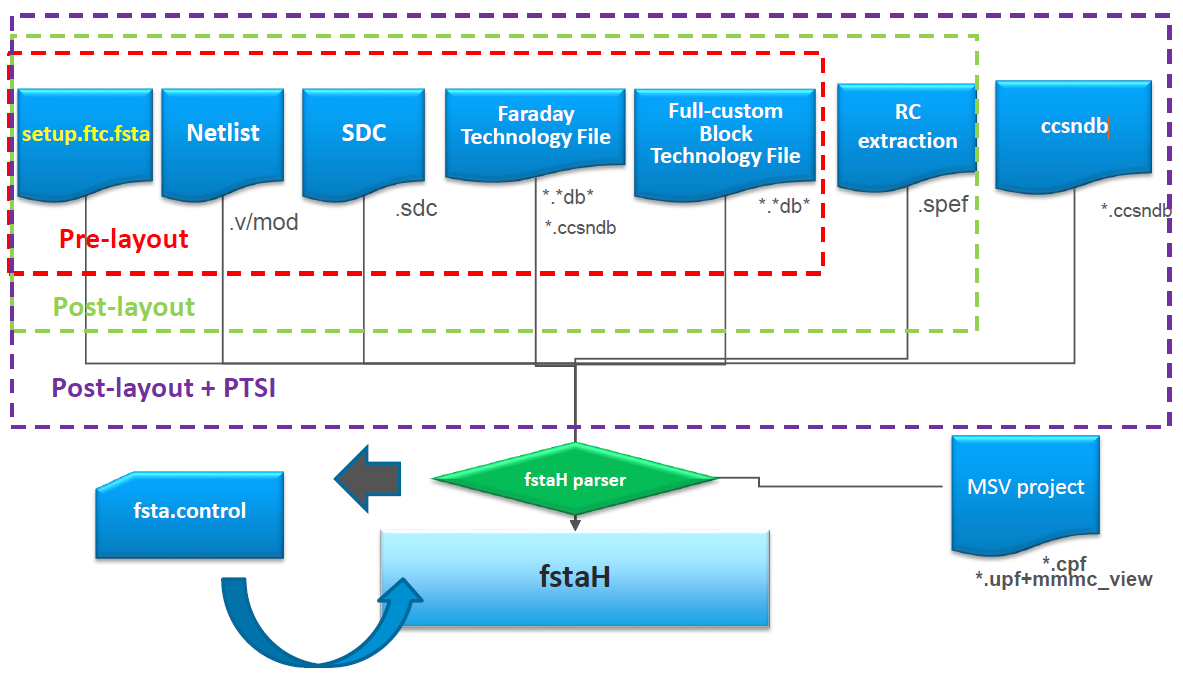 setup.ftc.fsta
Netlist
SDC
Faraday
Technology File
Full-custom
Block
Technology File
RC
extraction
ccsndb
.v/mod
.sdc
*.*db*
*.ccsndb
*.*db*
.spef
*.ccsndb
Pre-layout
Post-layout
Post-layout + PTSI
fstaH parser
MSV project
*.cpf
*.upf+mmmc_view
fsta.control
fstaH